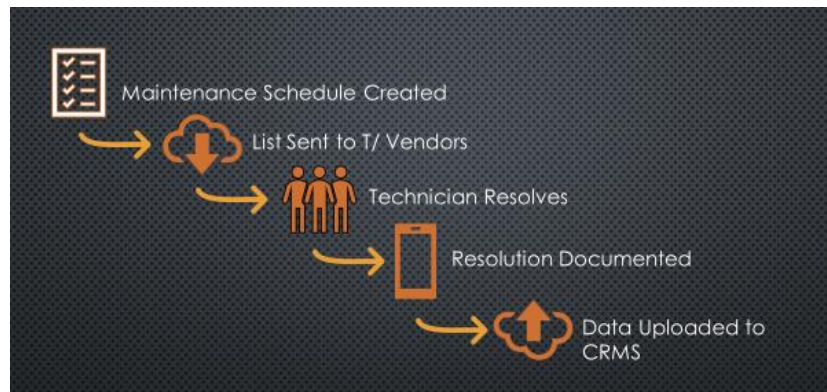 Maintenance Schedule Created
List Sent to T/ Vendors
Technician Resolves
Resolution Documented
Data Uploaded to
CRMS